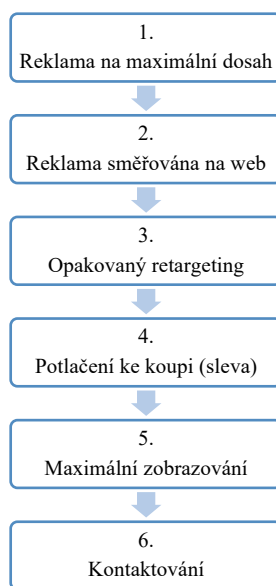 1.
Reklama na maximální dosah
2.
Reklama směřována na web
3.
Opakovaný retargeting
4.
Potlačení ke koupi (sleva)
5.
Maximální zobrazování
6.
Kontaktování